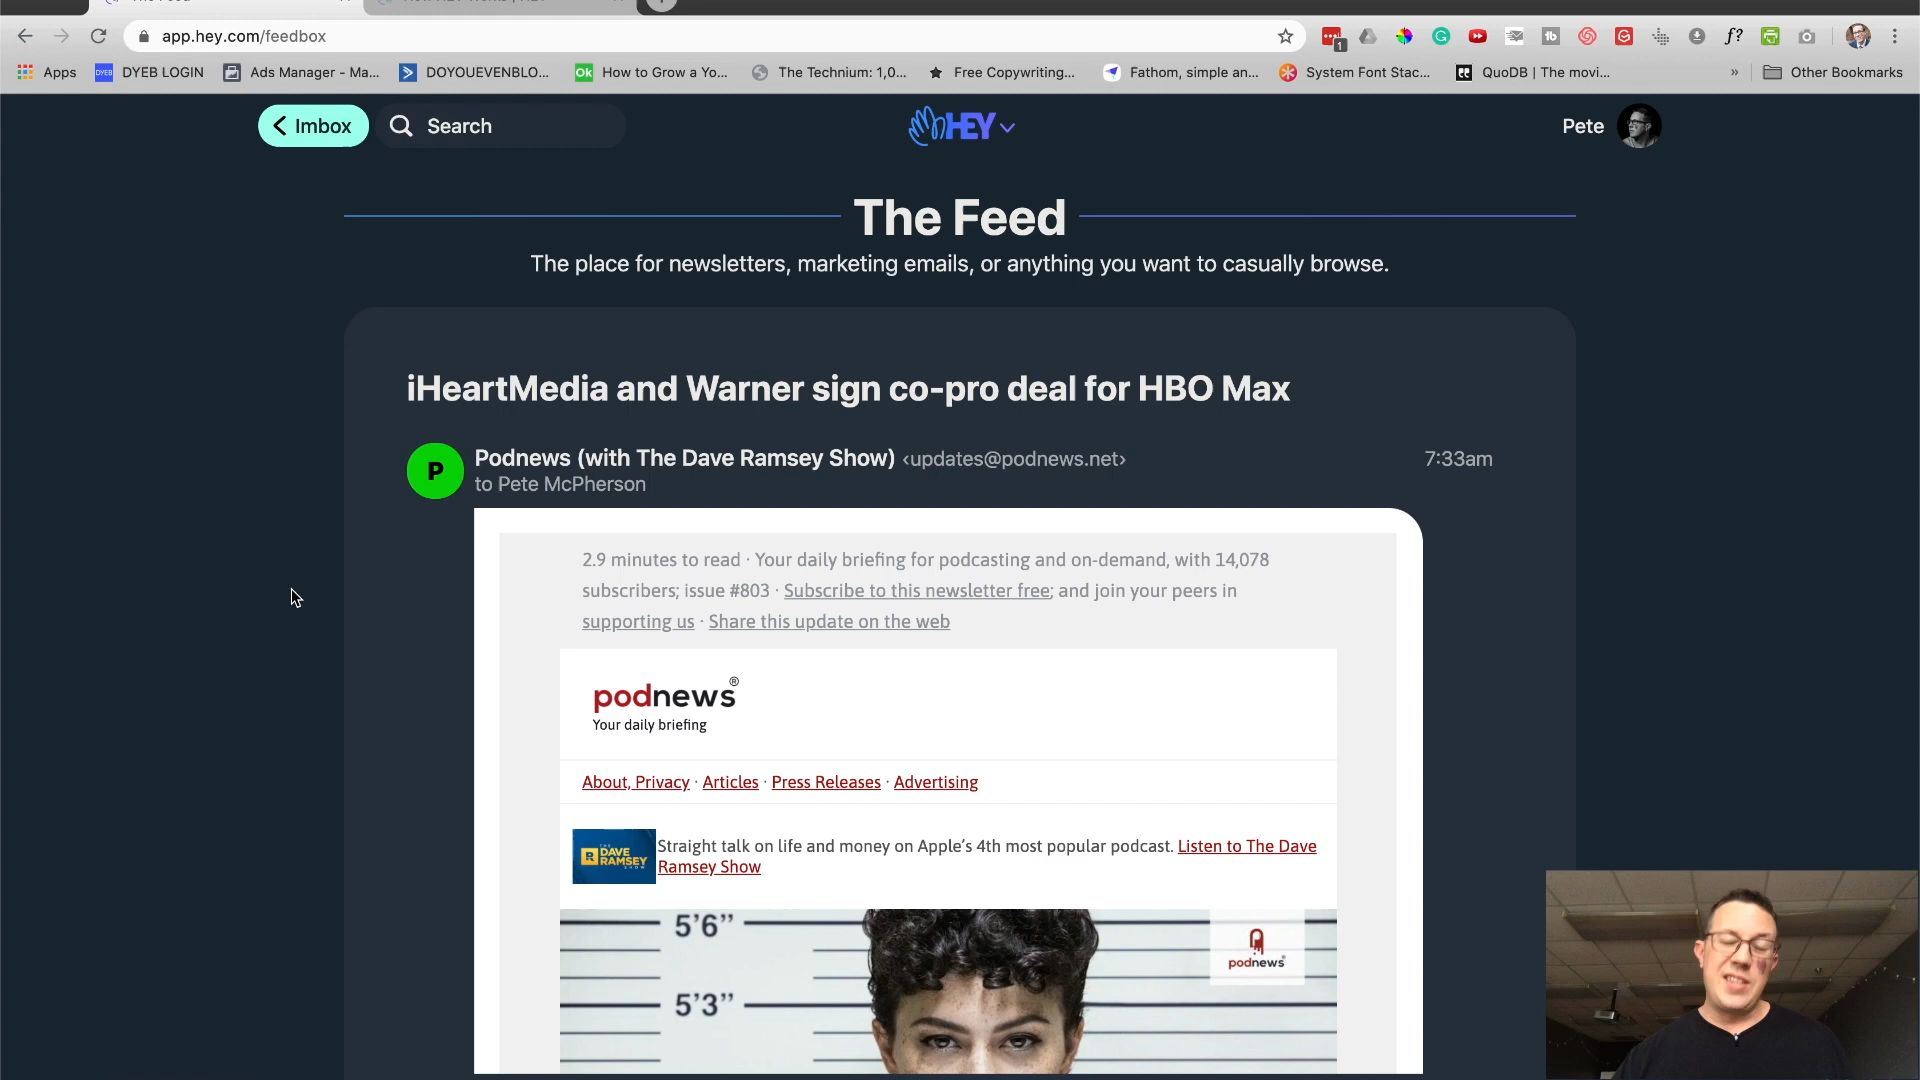 app.hey.com/feedbox
1
Apps
DYEB
DYEB LOGIN
Ads Manager - Ma...
DOYOUEVENBLO...
Ok
How to Grow a Yo...
The Technium: 1,0...
Free Copywriting...
Fathom, simple an...
System Font Stac...
QuoDB | The movi...
»
Other Bookmarks
Imbox
Search
HEY
Pete
The Feed
The place for newsletters, marketing emails, or anything you want to casually browse.
iHeartMedia and Warner sign co-pro deal for HBO Max
P
Podnews (with The Dave Ramsey Show) <updates@podnews.net>
7:33am
to Pete McPherson
2.9 minutes to read · Your daily briefing for podcasting and on-demand, with 14,078
subscribers; issue #803 · Subscribe to this newsletter free; and join your peers in
supporting us · Share this update on the web
podnews®
Your daily briefing
About, Privacy · Articles · Press Releases · Advertising
THE
DAVE
RAMSEY
SHOW
Straight talk on life and money on Apple’s 4th most popular podcast. Listen to The Dave
Ramsey Show
5’6”
podnews
5’3”